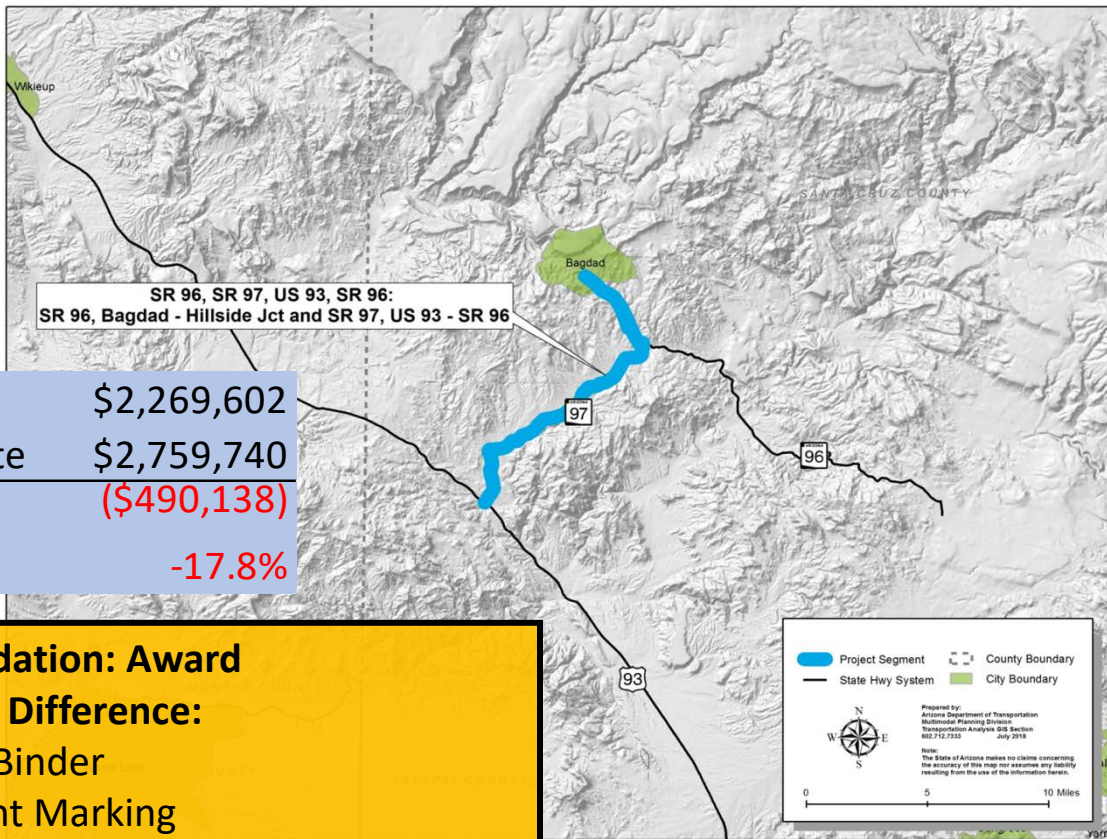 Wikieup
SANTA CRUZ COUNTY
Bagdad
SR 96, SR 97, US 93, SR 96:
SR 96, Bagdad - Hillside Jct and SR 97, US 93 - SR 96
$2,269,602
te $2,759,740
($490,138)
-17.8%
ARIZONA
97
ARIZONA
96
93
dation: Award
Difference:
Binder
nt Marking
YAVAPAI COUNTY
Project Segment
County Boundary
State Hwy System
City Boundary
N
W E
S
Prepared by:
Arizona Department of Transportation
Multimodal Planning Division
Transportation Analysis GIS Section
602.712.7333 July 2018
Note:
The State of Arizona makes no claims concerning
the accuracy of this map nor assumes any liability
resulting from the use of the information herein.
0 5 10 Miles